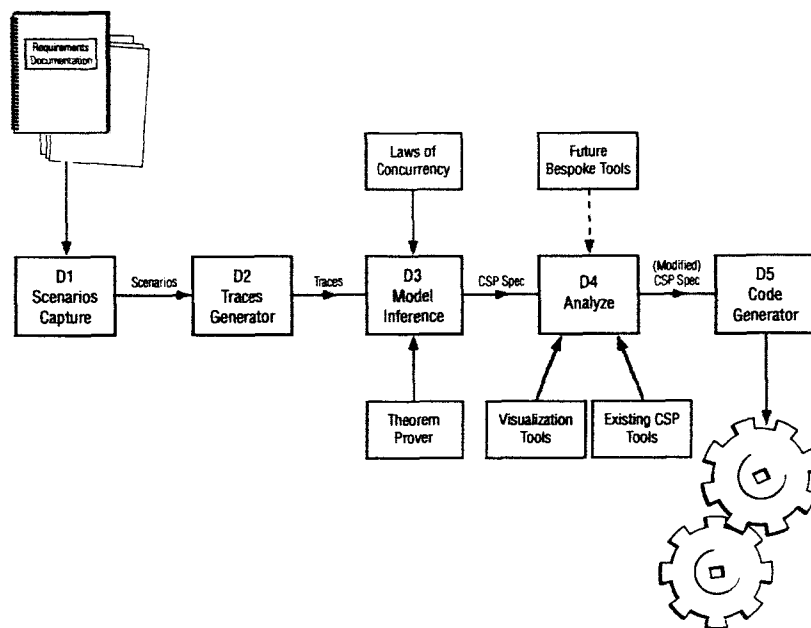 Requirements
Documentation
Laws of
Concurrency
Future
Bespoke Tools
D1
Scenarios
Capture
Scenarios
D2
Traces
Generator
Traces
D3
Model
Inference
CSP Spec
D4
Analyze
(Modified)
CSP Spec
D5
Code
Generator
Theorem
Prover
Visualization
Tools
Existing CSP
Tools